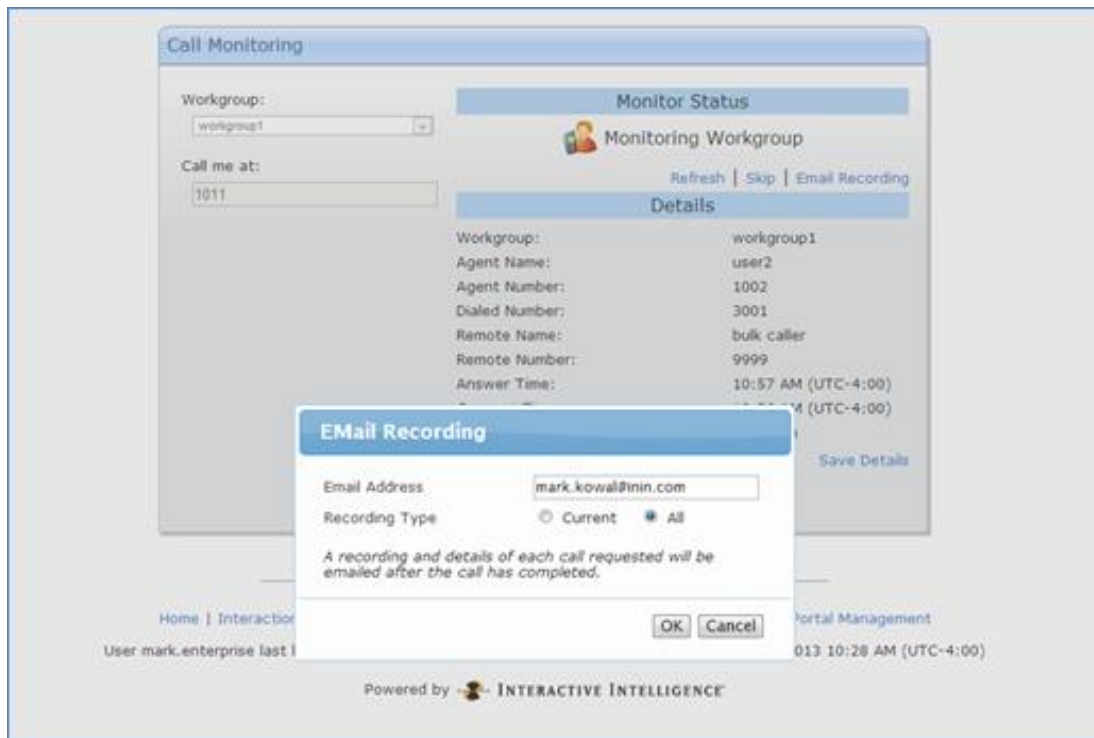 Call Monitoring
Workgroup:
workgroup1
Call me at:
1011
Monitor Status
Monitoring Workgroup
Refresh | Skip | Email Recording
Details
Workgroup: workgroup1
Agent Name: user2
Agent Number: 1002
Dialed Number: 3001
Remote Name: bulk caller
Remote Number: 9999
Answer Time: 10:57 AM (UTC-4:00)
(UTC-4:00)
Save Details
EMail Recording
Email Address mark.kowal@inin.com
Recording Type Current All
A recording and details of each call requested will be
emailed after the call has completed.
OK Cancel
Home | Interaction Portal Management
User mark.enterprise last 013 10:28 AM (UTC-4:00)
Powered by INTERACTIVE INTELLIGENCE